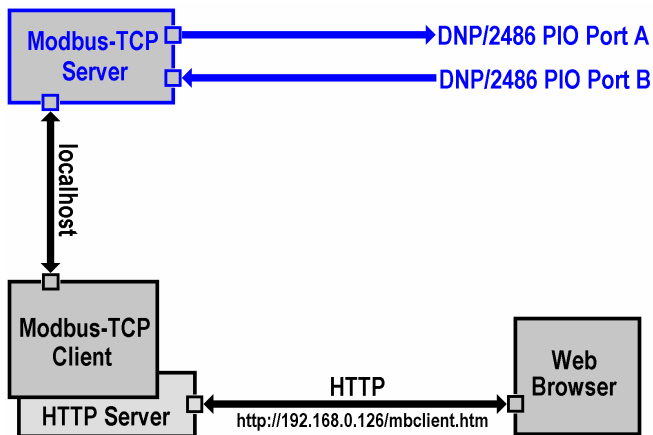 Modbus-TCP
Server
DNP/2486 PIO Port A
DNP/2486 PIO Port B
localhost
Modbus-TCP
Client
HTTP Server
HTTP
http://192.168.0.126/mbclient.htm
Web
Browser